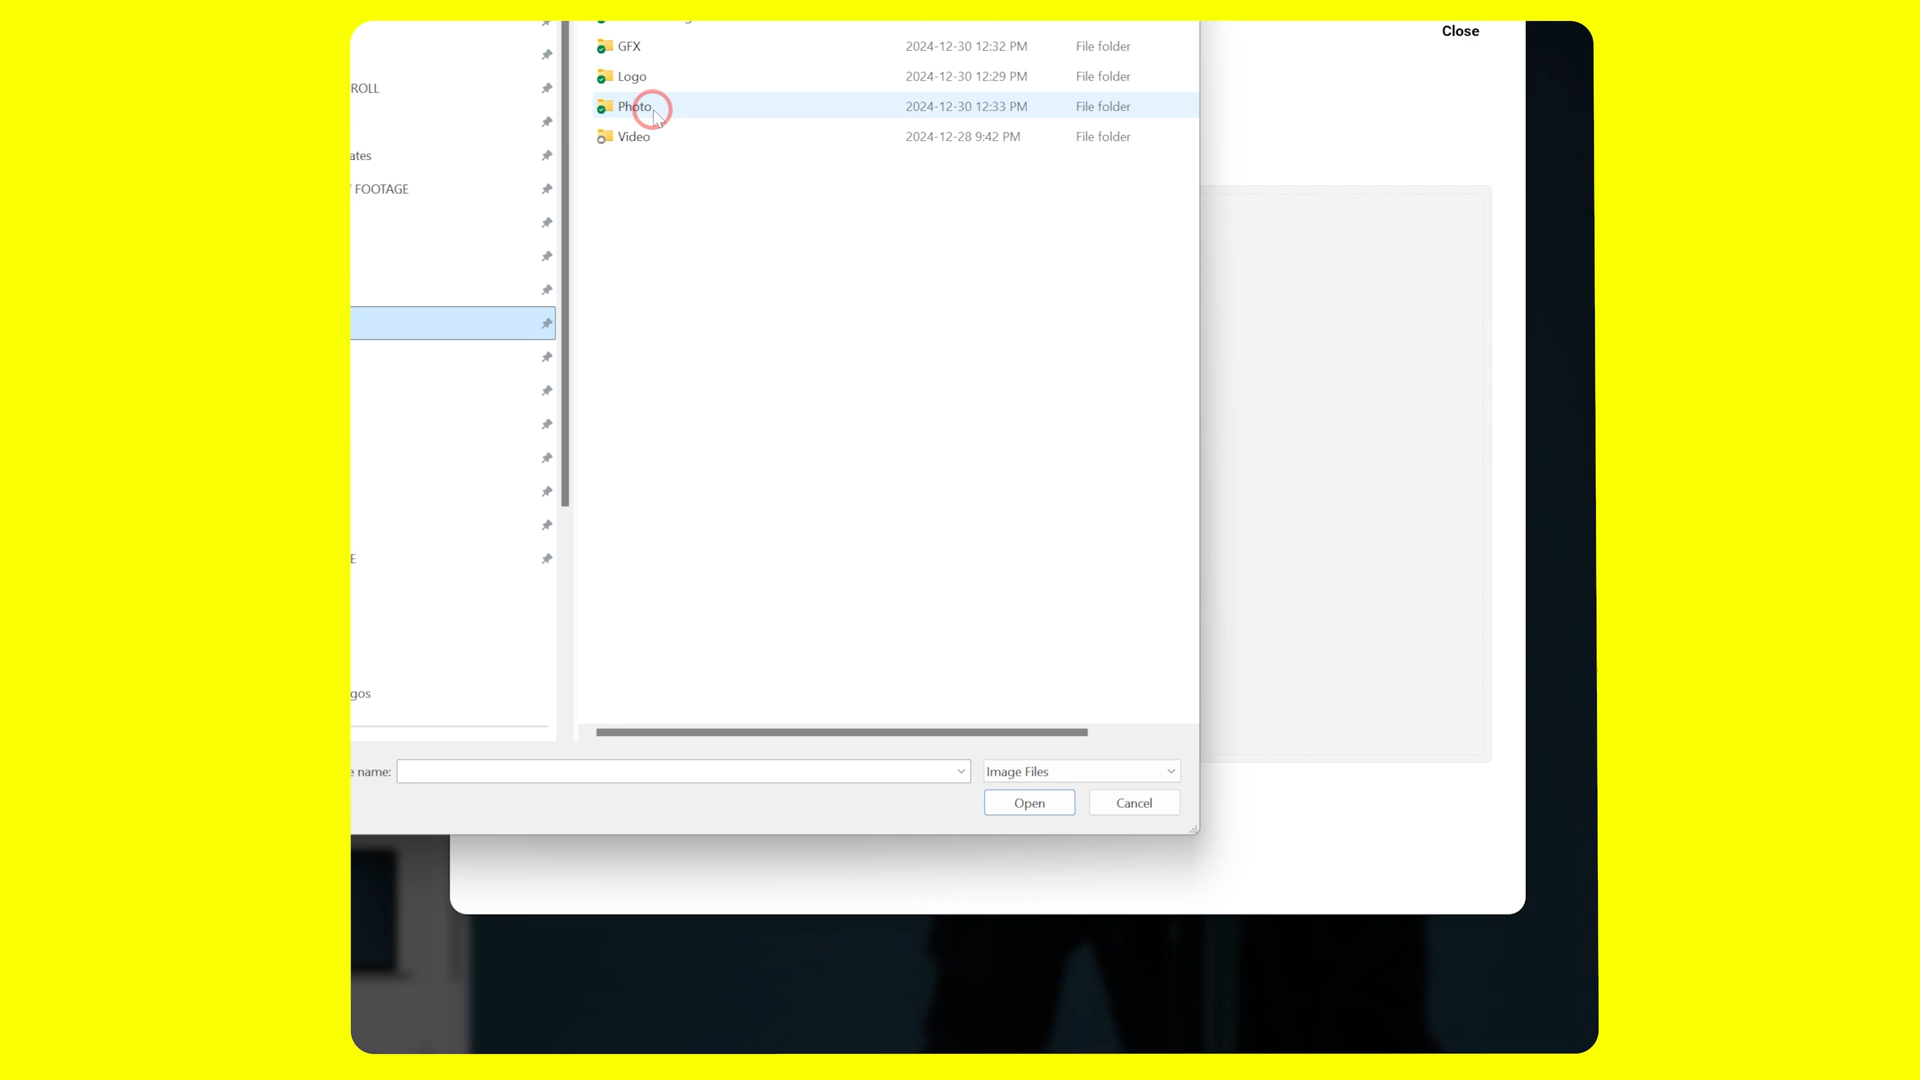 Close
GFX 2024-12-30 12:32 PM File folder
Logo 2024-12-30 12:29 PM File folder
ROLL
Photo 2024-12-30 12:33 PM File folder
Video 2024-12-28 9:42 PM File folder
ates
FOOTAGE
E
gos
e name:
Image Files
Open Cancel